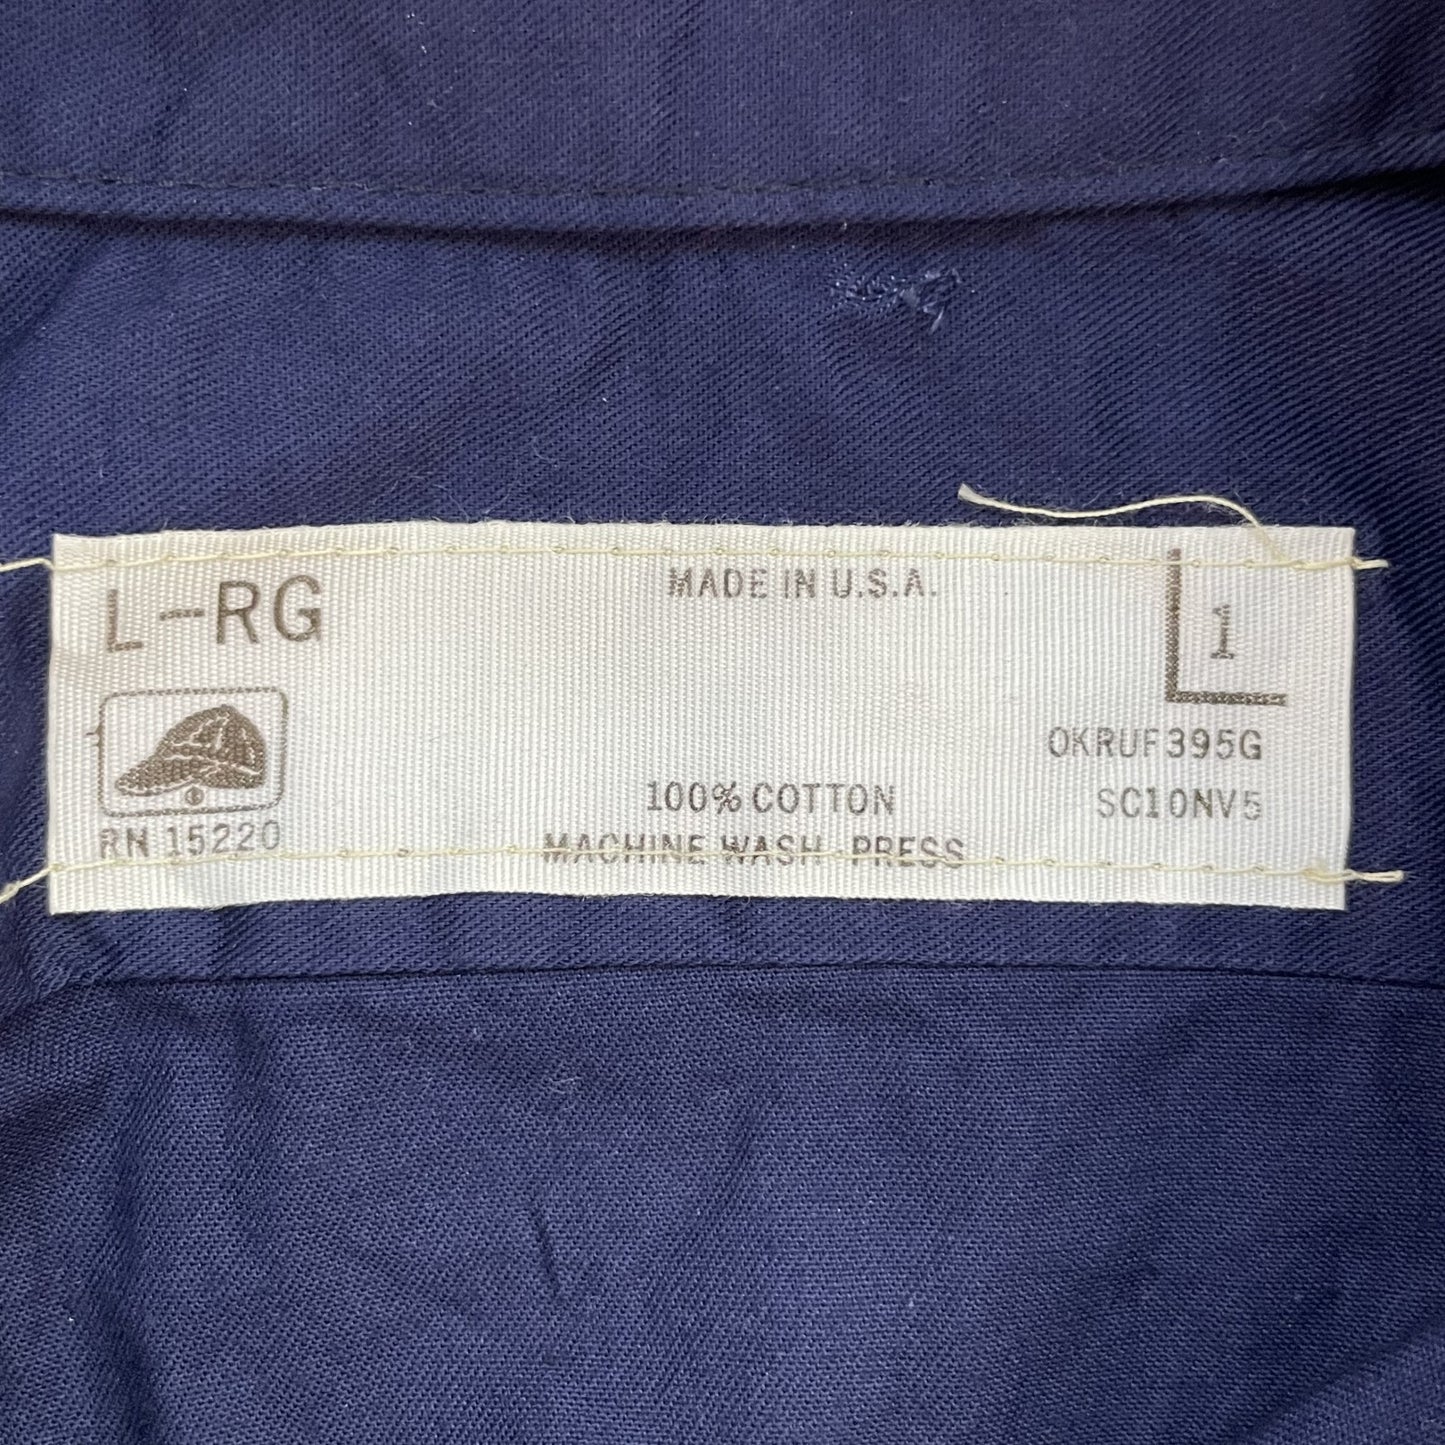 L-RG
MADE IN U.S.A.
L 1
OKRUF395G
100% COTTON
SC10NV5
RN 15220
MACHINE WASH-PRESS